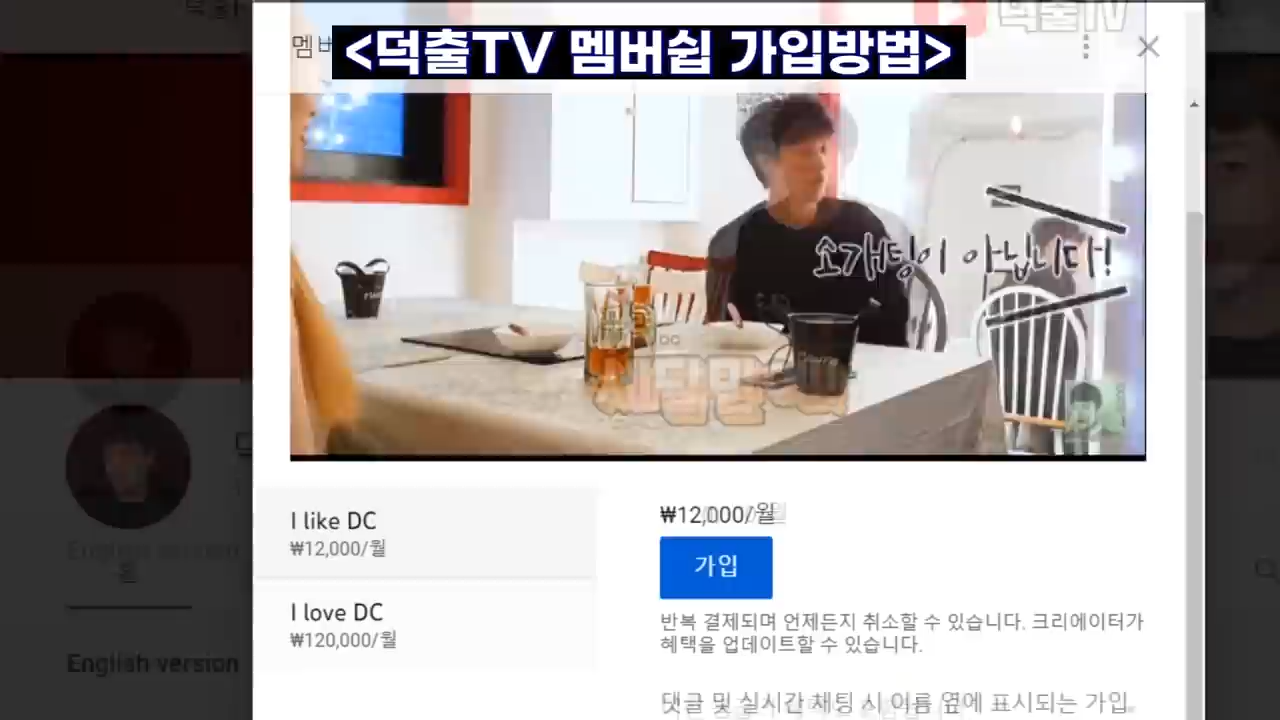 <덕출TV 멤버쉽 가입방법>
소개팅이 아닙니다!
I like DC
₩12,000/월
I love DC
₩120,000/월
₩12,000/월
가입
반복 결제되며 언제든지 취소할 수 있습니다. 크리에이터가
혜택을 업데이트할 수 있습니다.
댓글 및 실시간 채팅 시 이름 옆에 표시되는 가입
English version